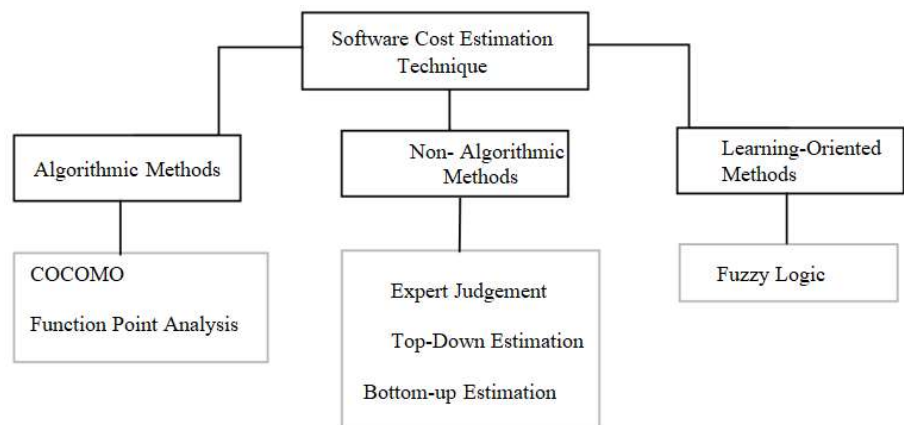 Software Cost Estimation
Technique
Algorithmic Methods
Non- Algorithmic
Methods
Learning-Oriented
Methods
COCOMO
Function Point Analysis
Expert Judgement
Top-Down Estimation
Bottom-up Estimation
Fuzzy Logic